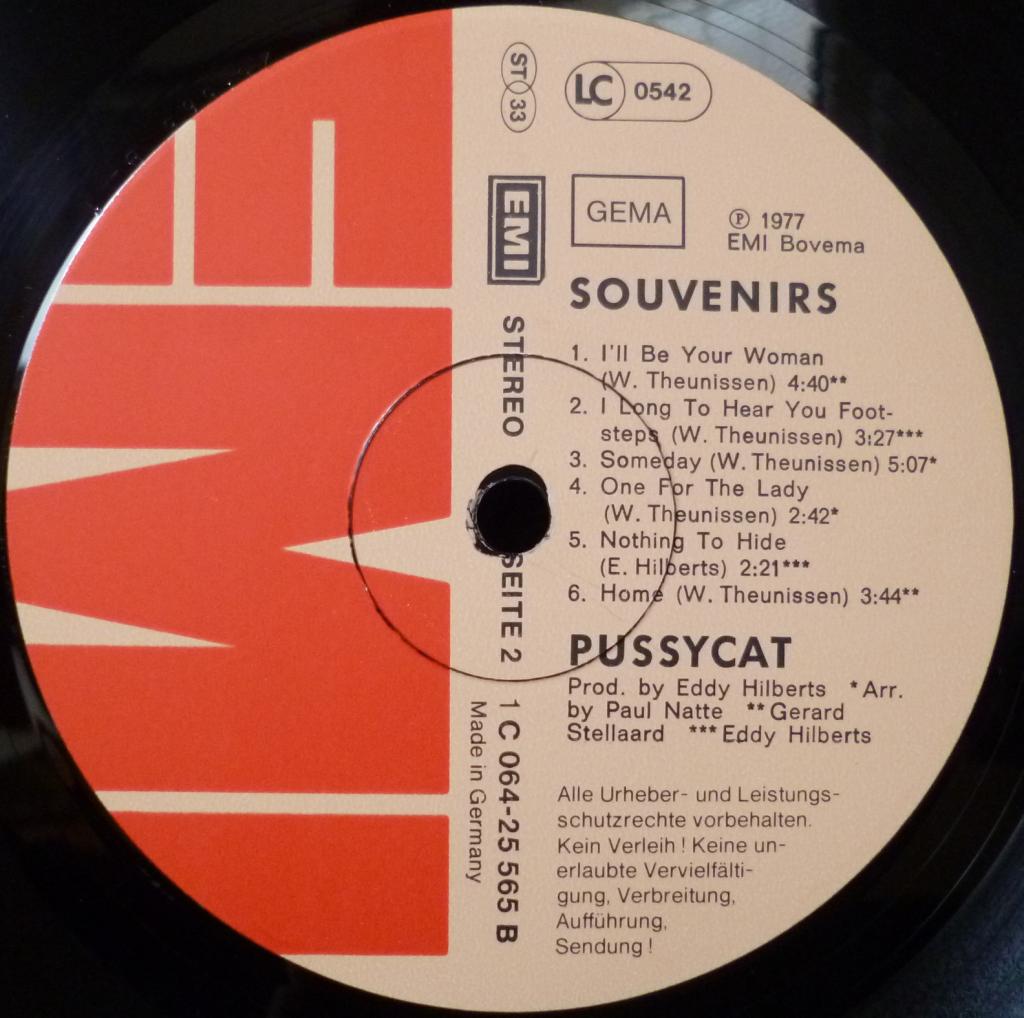 EMI
ST 33
LC 0542
EMI
GEMA
℗ 1977
EMI Bovema
STEREO
SEITE 2
1 C 064-25 565 B
Made in Germany
SOUVENIRS
1. I'll Be Your Woman
(W. Theunissen) 4:40**
2. I Long To Hear You Foot-
steps (W. Theunissen) 3:27***
3. Someday (W. Theunissen) 5:07*
4. One For The Lady
(W. Theunissen) 2:42*
5. Nothing To Hide
(E. Hilberts) 2:21***
6. Home (W. Theunissen) 3:44**
PUSSYCAT
Prod. by Eddy Hilberts *Arr.
by Paul Natte **Gerard
Stellaard ***Eddy Hilberts
Alle Urheber- und Leistungs-
schutzrechte vorbehalten.
Kein Verleih! Keine un-
erlaubte Vervielfälti-
gung, Verbreitung,
Aufführung,
Sendung!